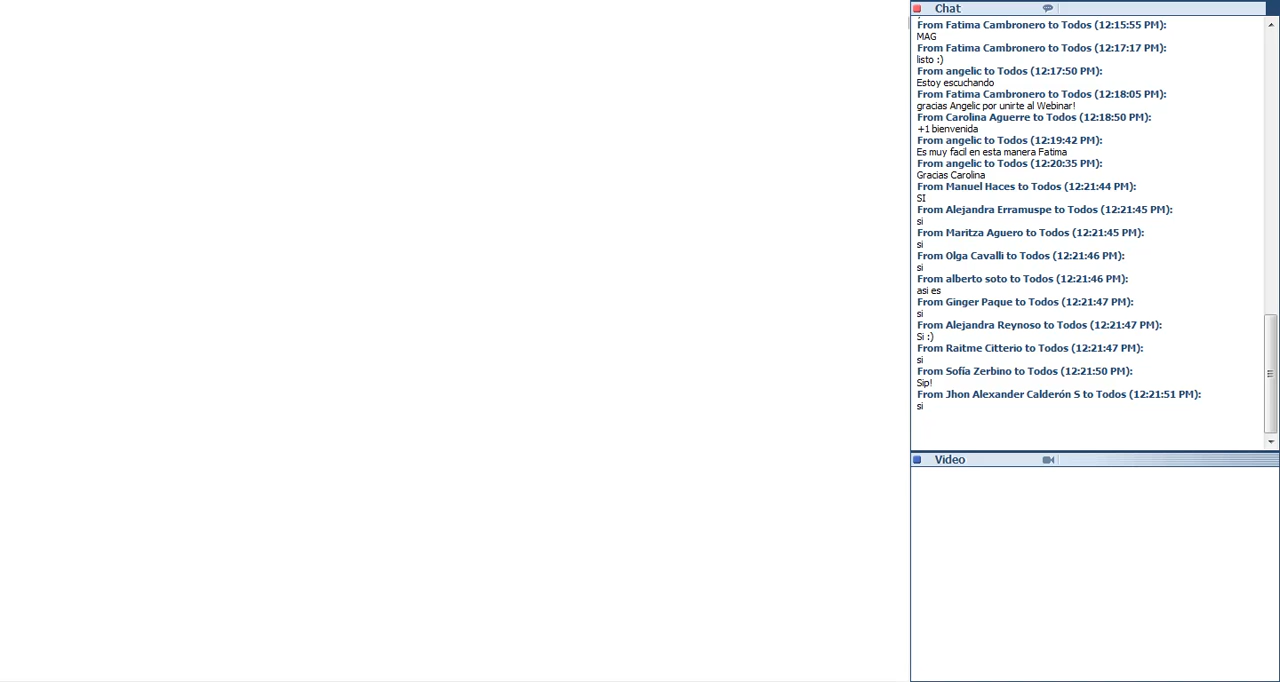 Chat
From Fatima Cambronero to Todos (12:15:55 PM):
MAG
From Fatima Cambronero to Todos (12:17:17 PM):
listo :)
From angelic to Todos (12:17:50 PM):
Estoy escuchando
From Fatima Cambronero to Todos (12:18:05 PM):
gracias Angelic por unirte al Webinar!
From Carolina Aguerre to Todos (12:18:50 PM):
+1 bienvenida
From angelic to Todos (12:19:42 PM):
Es muy facil en esta manera Fatima
From angelic to Todos (12:20:35 PM):
Gracias Carolina
From Manuel Haces to Todos (12:21:44 PM):
SI
From Alejandra Erramuspe to Todos (12:21:45 PM):
si
From Maritza Aguero to Todos (12:21:45 PM):
si
From Olga Cavalli to Todos (12:21:46 PM):
si
From alberto soto to Todos (12:21:46 PM):
asi es
From Ginger Paque to Todos (12:21:47 PM):
si
From Alejandra Reynoso to Todos (12:21:47 PM):
Si :)
From Raitme Citterio to Todos (12:21:47 PM):
si
From Sofía Zerbino to Todos (12:21:50 PM):
Sip!
From Jhon Alexander Calderón S to Todos (12:21:51 PM):
si
Video